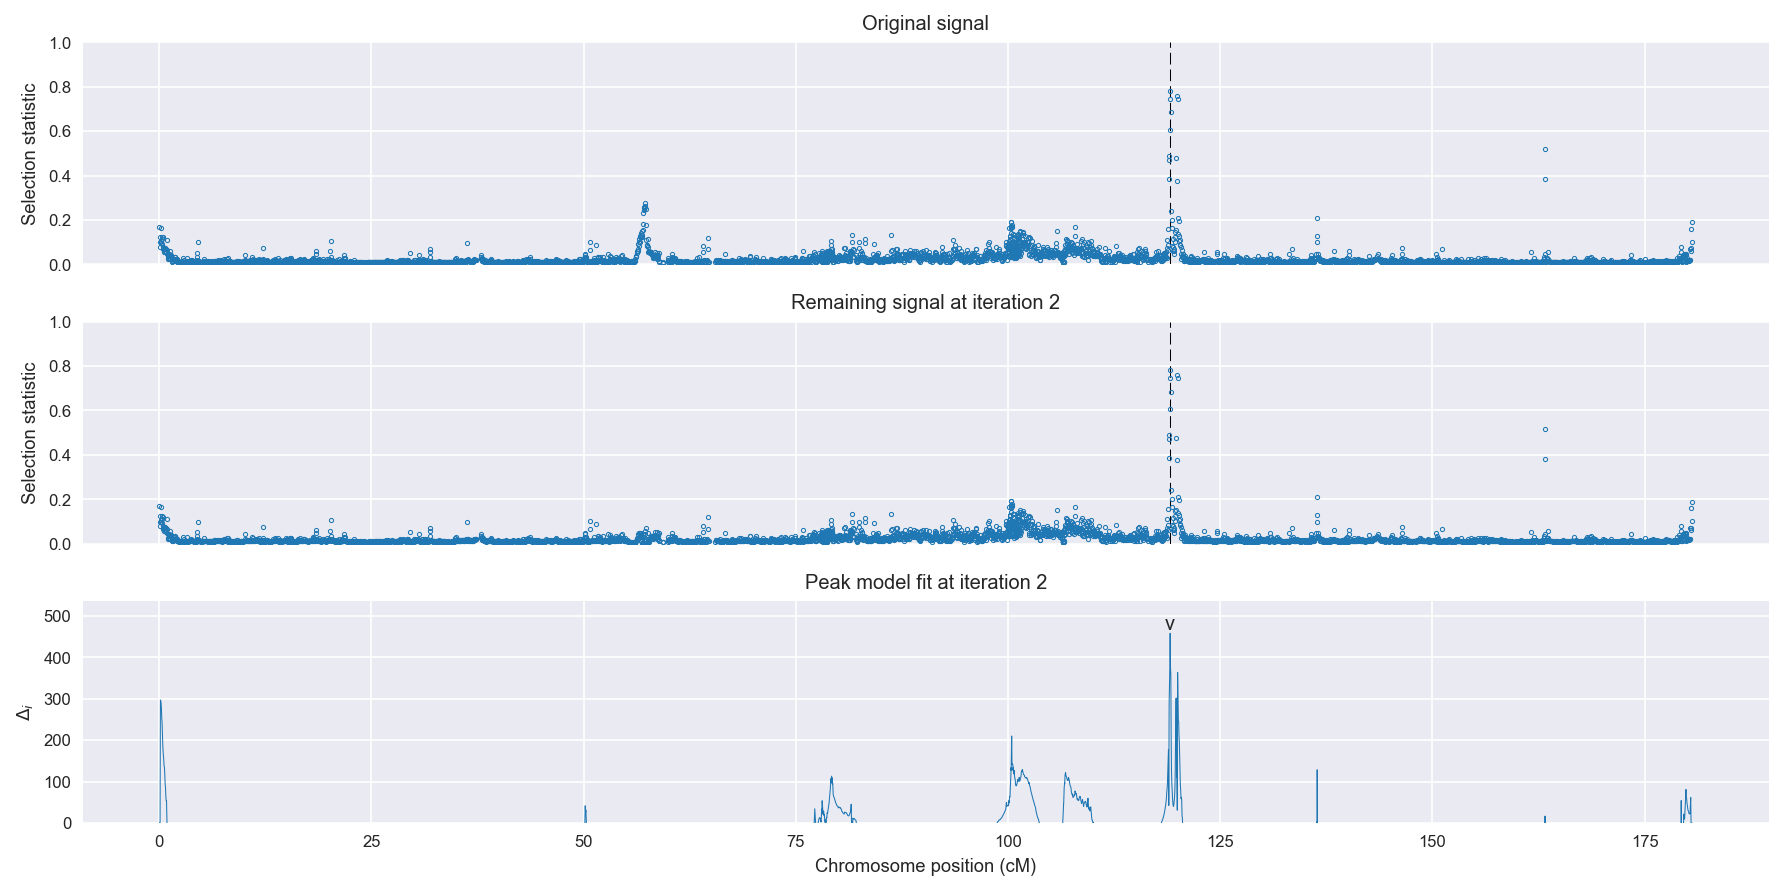 Original signal
Selection statistic
1.0
0.8
0.6
0.4
0.2
0.0
Remaining signal at iteration 2
Selection statistic
1.0
0.8
0.6
0.4
0.2
0.0
Peak model fit at iteration 2
Δi
500
400
300
200
100
0
v
0 25 50 75 100 125 150 175
Chromosome position (cM)